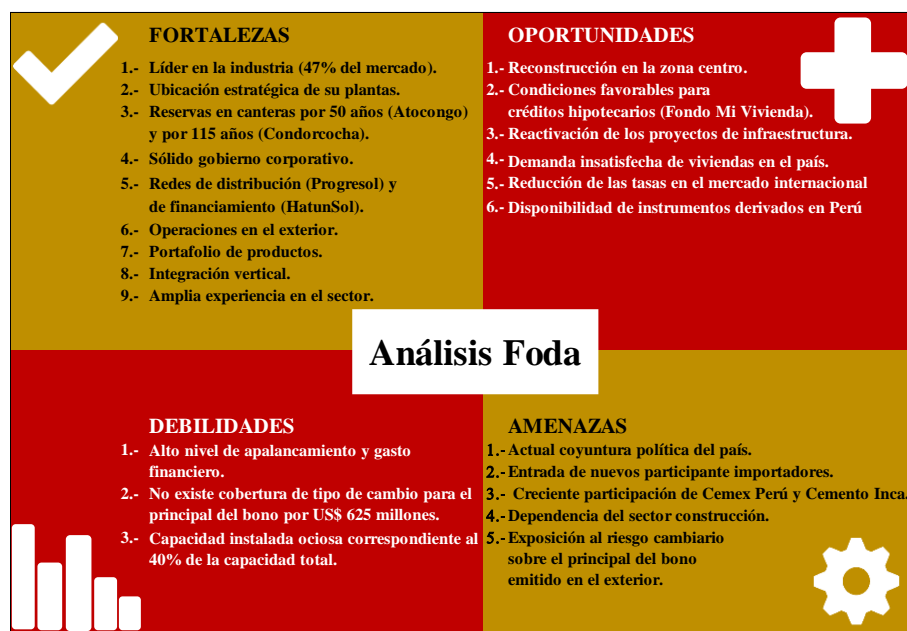 FORTALEZAS
1.- Líder en la industria (47% del mercado).
2.- Ubicación estratégica de su plantas.
3.- Reservas en canteras por 50 años (Atocongo)
y por 115 años (Condorcocha).
4.- Sólido gobierno corporativo.
5.- Redes de distribución (Progresol) y
de financiamiento (HatunSol).
6.- Operaciones en el exterior.
7.- Portafolio de productos.
8.- Integración vertical.
9.- Amplia experiencia en el sector.
OPORTUNIDADES
1.- Reconstrucción en la zona centro.
2.- Condiciones favorables para
créditos hipotecarios (Fondo Mi Vivienda).
3.- Reactivación de los proyectos de infraestructura.
4.- Demanda insatisfecha de viviendas en el país.
5.- Reducción de las tasas en el mercado internacional
6.- Disponibilidad de instrumentos derivados en Perú
Análisis Foda
DEBILIDADES
1.- Alto nivel de apalancamiento y gasto
financiero.
2.- No existe cobertura de tipo de cambio para el
principal del bono por US$ 625 millones.
3.- Capacidad instalada ociosa correspondiente al
40% de la capacidad total.
AMENAZAS
1.- Actual coyuntura política del país.
2.- Entrada de nuevos participante importadores.
3.- Creciente participación de Cemex Perú y Cemento Inca.
4.- Dependencia del sector construcción.
5.- Exposición al riesgo cambiario
sobre el principal del bono
emitido en el exterior.